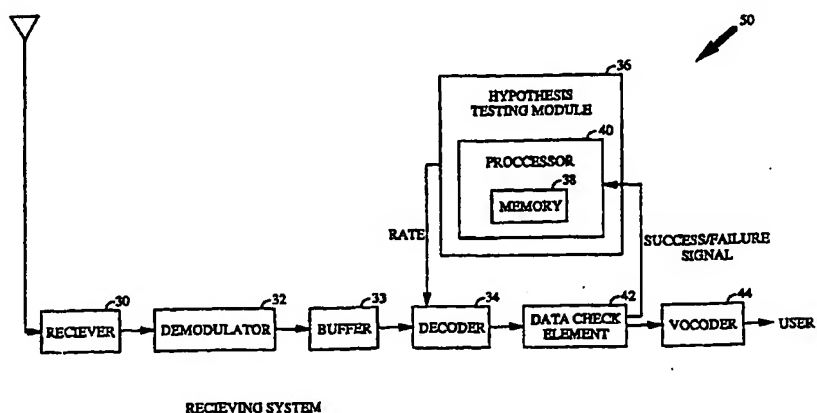 50
36
HYPOTHESIS
TESTING MODULE
40
PROCCESSOR
38
MEMORY
RATE
SUCCESS/FAILURE
SIGNAL
30
RECIEVER
32
DEMODULATOR
33
BUFFER
34
DECODER
42
DATA CHECK
ELEMENT
44
VOCODER
USER
RECIEVING SYSTEM